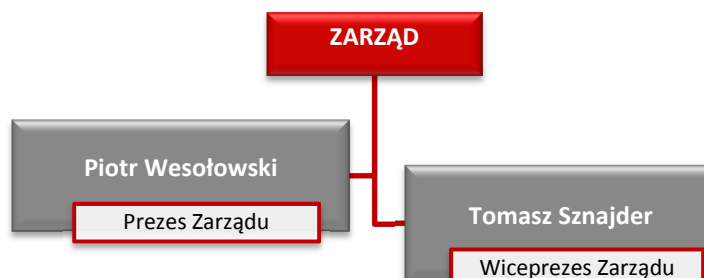 ZARZĄD
Piotr Wesołowski
Prezes Zarządu
Tomasz Sznajder
Wiceprezes Zarządu